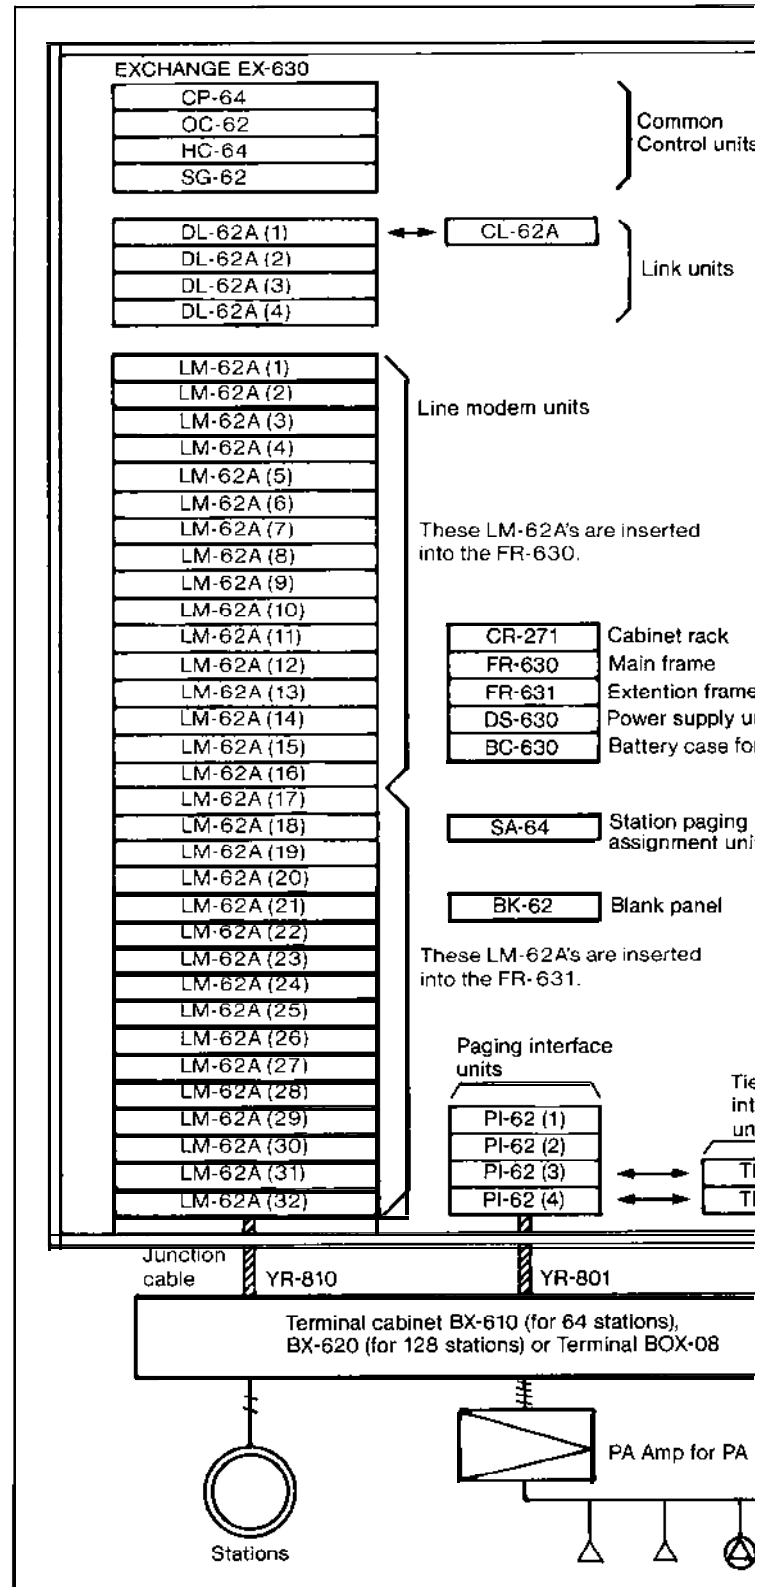 EXCHANGE EX-630
CP-64
OC-62
HC-64
SG-62
Common
Control units
DL-62A (1)
CL-62A
DL-62A (2)
DL-62A (3)
DL-62A (4)
Link units
LM-62A (1)
LM-62A (2)
LM-62A (3)
LM-62A (4)
LM-62A (5)
LM-62A (6)
LM-62A (7)
LM-62A (8)
LM-62A (9)
LM-62A (10)
LM-62A (11)
LM-62A (12)
LM-62A (13)
LM-62A (14)
LM-62A (15)
LM-62A (16)
LM-62A (17)
LM-62A (18)
LM-62A (19)
LM-62A (20)
LM-62A (21)
LM-62A (22)
LM-62A (23)
LM-62A (24)
LM-62A (25)
LM-62A (26)
LM-62A (27)
LM-62A (28)
LM-62A (29)
LM-62A (30)
LM-62A (31)
LM-62A (32)
Line modem units
These LM-62A's are inserted
into the FR-630.
CR-271 Cabinet rack
FR-630 Main frame
FR-631 Extention frame
DS-630 Power supply
BC-630 Battery case
SA-64 Station paging
assignment
BK-62 Blank panel
These LM-62A's are inserted
into the FR-631.
Paging interface
units
PI-62 (1)
PI-62 (2)
PI-62 (3)
PI-62 (4)
Junction
cable
YR-810
YR-801
Terminal cabinet BX-610 (for 64 stations),
BX-620 (for 128 stations) or Terminal BOX-08
PA Amp for PA
Stations